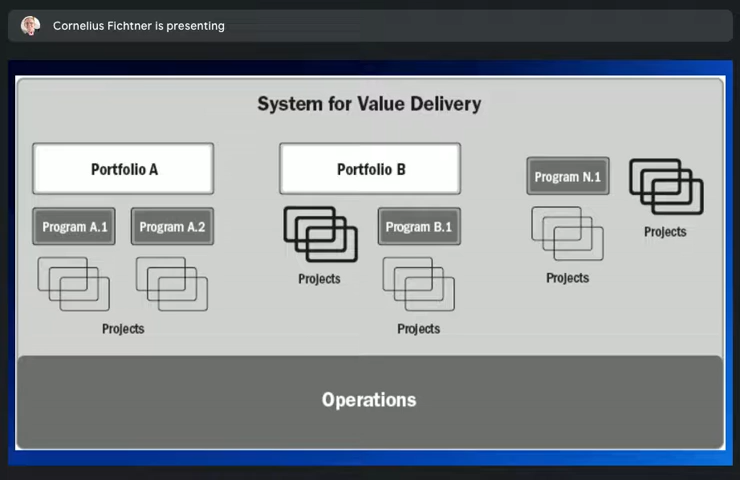 Cornelius Fichtner is presenting
System for Value Delivery
Portfolio A
Portfolio B
Program N.1
Projects
Program A.1
Program A.2
Program B.1
Projects
Projects
Projects
Projects
Operations